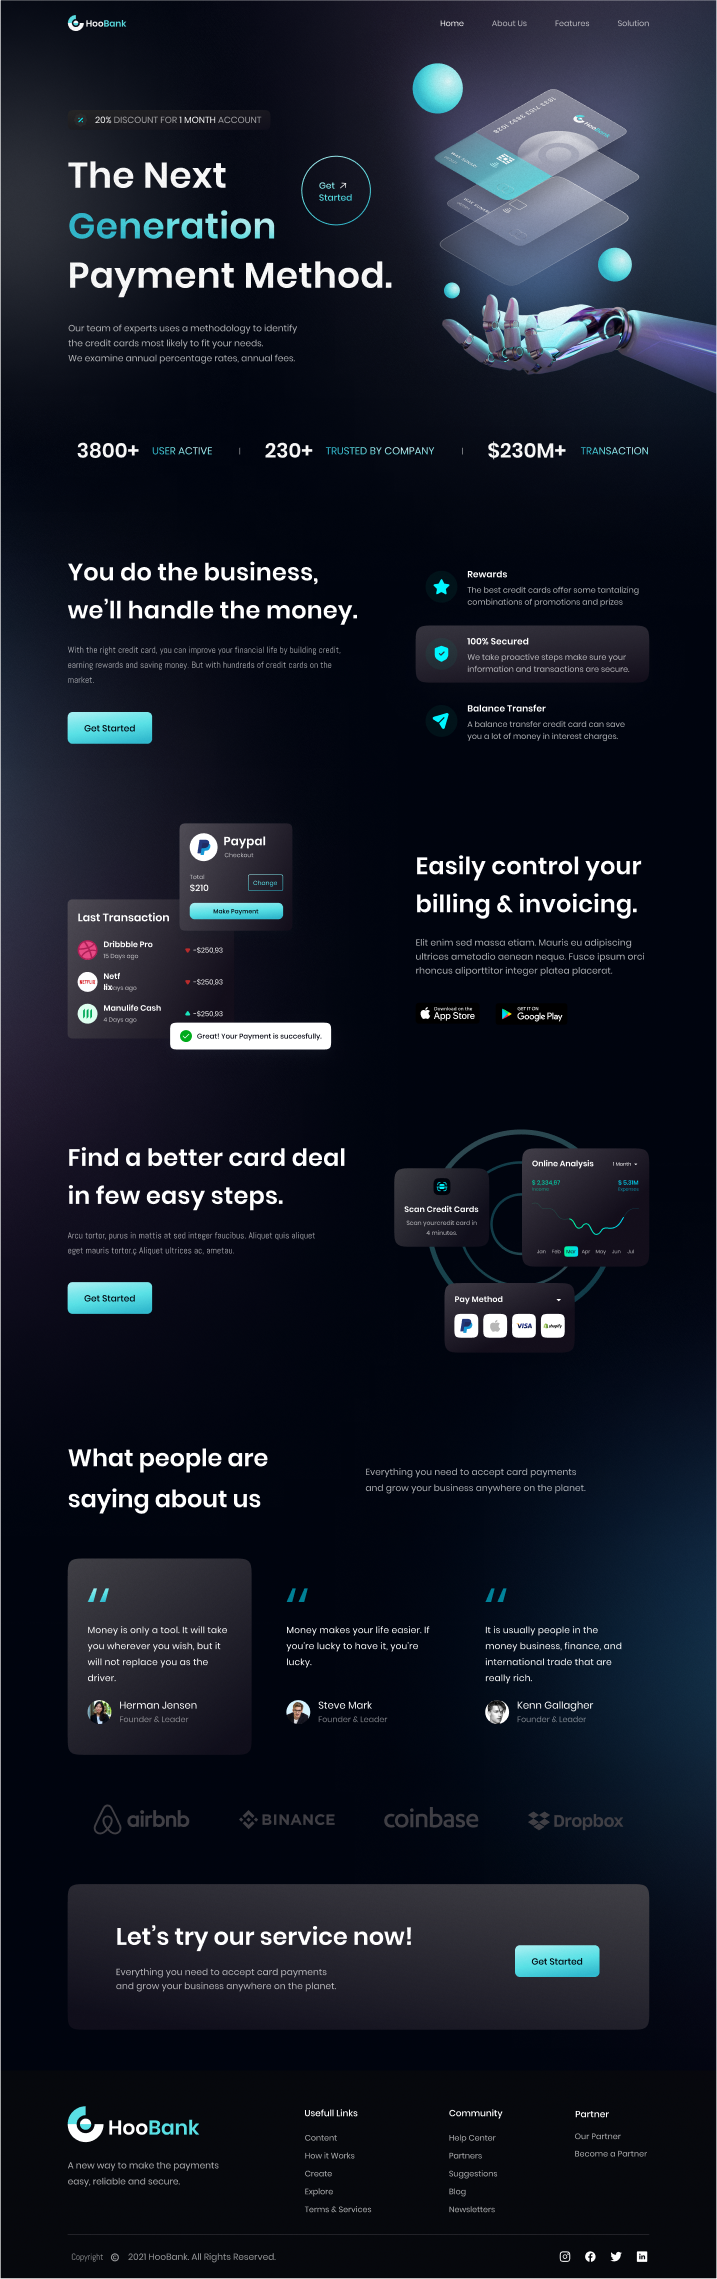 HooBank
Home
About Us
Features
Solution
20% DISCOUNT FOR 1 MONTH ACCOUNT
The Next
Generation
Payment Method.
Get
Started
HooBank
Our team of experts uses a methodology to identify
the credit cards most likely to fit your needs.
We examine annual percentage rates, annual fees.
3800+ USER ACTIVE
230+ TRUSTED BY COMPANY
$230M+ TRANSACTION
You do the business,
we’ll handle the money.
With the right credit card, you can improve your financial life by building credit,
earning rewards and saving money. But with hundreds of credit cards on the
market.
Get Started
Rewards
The best credit cards offer some tantalizing
combinations of promotions and prizes
100% Secured
We take proactive steps make sure your
information and transactions are secure.
Balance Transfer
A balance transfer credit card can save
you a lot of money in interest charges.
Paypal
Checkout
Total
$210
Change
Make Payment
Last Transaction
Dribbble Pro
15 Days ago
-$250,93
NETFLIX
Netf
lix
ays ago
-$250,93
Manulife Cash
4 Days ago
-$250,93
Great! Your Payment is succesfully.
Easily control your
billing & invoicing.
Elit enim sed massa etiam. Mauris eu adipiscing
ultrices ametodio aenean neque. Fusce ipsum orci
rhoncus aliporttitor integer platea placerat.
Download on the
App Store
GET IT ON
Google Play
Find a better card deal
in few easy steps.
Arcu tortor, purus in mattis at sed integer faucibus. Aliquet quis aliquet
eget mauris tortor.ç Aliquet ultrices ac, ametau.
Get Started
Scan Credit Cards
Scan yourcredit card in
4 minutes.
Online Analysis
1 Month
$ 2,334,67
Income
$ 5.31M
Expences
Jan Feb Mar Apr May Jun Jul
Pay Method
VISA
shopify
What people are
saying about us
Everything you need to accept card payments
and grow your business anywhere on the planet.
Money is only a tool. It will take
you wherever you wish, but it
will not replace you as the
driver.
Herman Jensen
Founder & Leader
Money makes your life easier. If
you’re lucky to have it, you’re
lucky.
Steve Mark
Founder & Leader
It is usually people in the
money business, finance, and
international trade that are
really rich.
Kenn Gallagher
Founder & Leader
airbnb
BINANCE
coinbase
Dropbox
Let’s try our service now!
Everything you need to accept card payments
and grow your business anywhere on the planet.
Get Started
HooBank
A new way to make the payments
easy, reliable and secure.
Usefull Links
Content
How it Works
Create
Explore
Terms & Services
Community
Help Center
Partners
Suggestions
Blog
Newsletters
Partner
Our Partner
Become a Partner
Copyright © 2021 HooBank. All Rights Reserved.